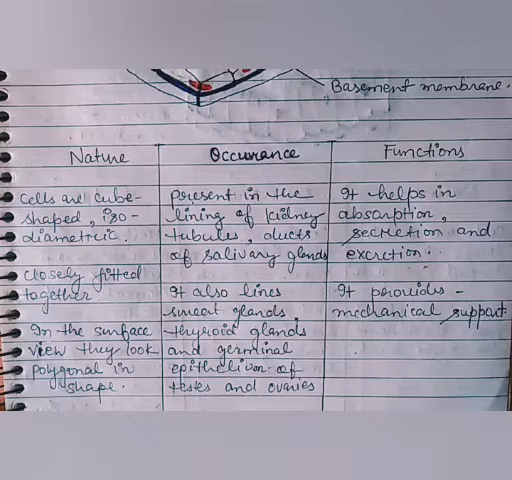 Basement membrane.
Nature
Cells are cube-
shaped, iso-
diametric.
closely fitted
together.
In the surface
view they look
polygonal in
shape.
Occurance
present in the
lining of kidney
tubules, ducts
of salivary glands
It also lines
sweat glands,
thyroid glands
and germinal
epithelium of
testes and ovaries
Functions
It helps in
absorption,
secretion and
excretion.
It provides -
mechanical support.